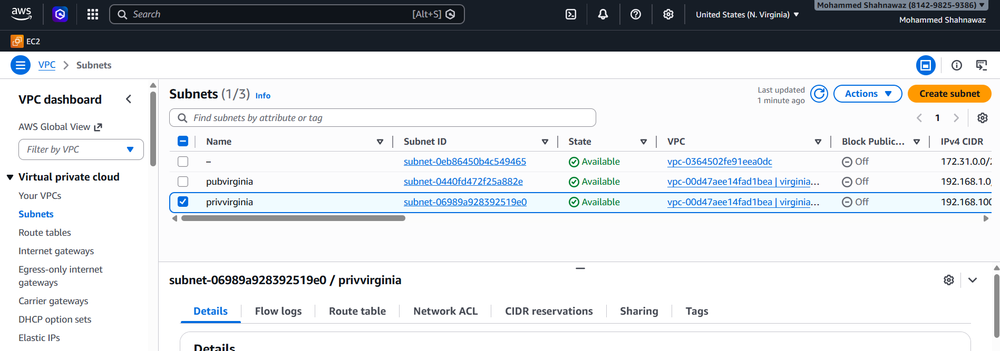 aws
Search [Alt+S]
United States (N. Virginia)
Mohammed Shahnawaz (8142-9825-9386)
Mohammed Shahnawaz
EC2
VPC > Subnets
VPC dashboard
AWS Global View
Filter by VPC
Virtual private cloud
Your VPCs
Subnets
Route tables
Internet gateways
Egress-only internet
gateways
Carrier gateways
DHCP option sets
Elastic IPs
Subnets (1/3) Info
Last updated
1 minute ago
Actions
Create subnet
Find subnets by attribute or tag
1
Name Subnet ID State VPC Block Public... IPv4 CIDR
– subnet-0eb86450b4c549465 Available vpc-0364502fe91eea0dc Off 172.31.0.0/
pubvirginia subnet-0440fd472f25a882e Available vpc-00d47aee14fad1bea | virginia... Off 192.168.1.0
privvirginia subnet-06989a928392519e0 Available vpc-00d47aee14fad1bea | virginia... Off 192.168.100
subnet-06989a928392519e0 / privvirginia
Details Flow logs Route table Network ACL CIDR reservations Sharing Tags
Details